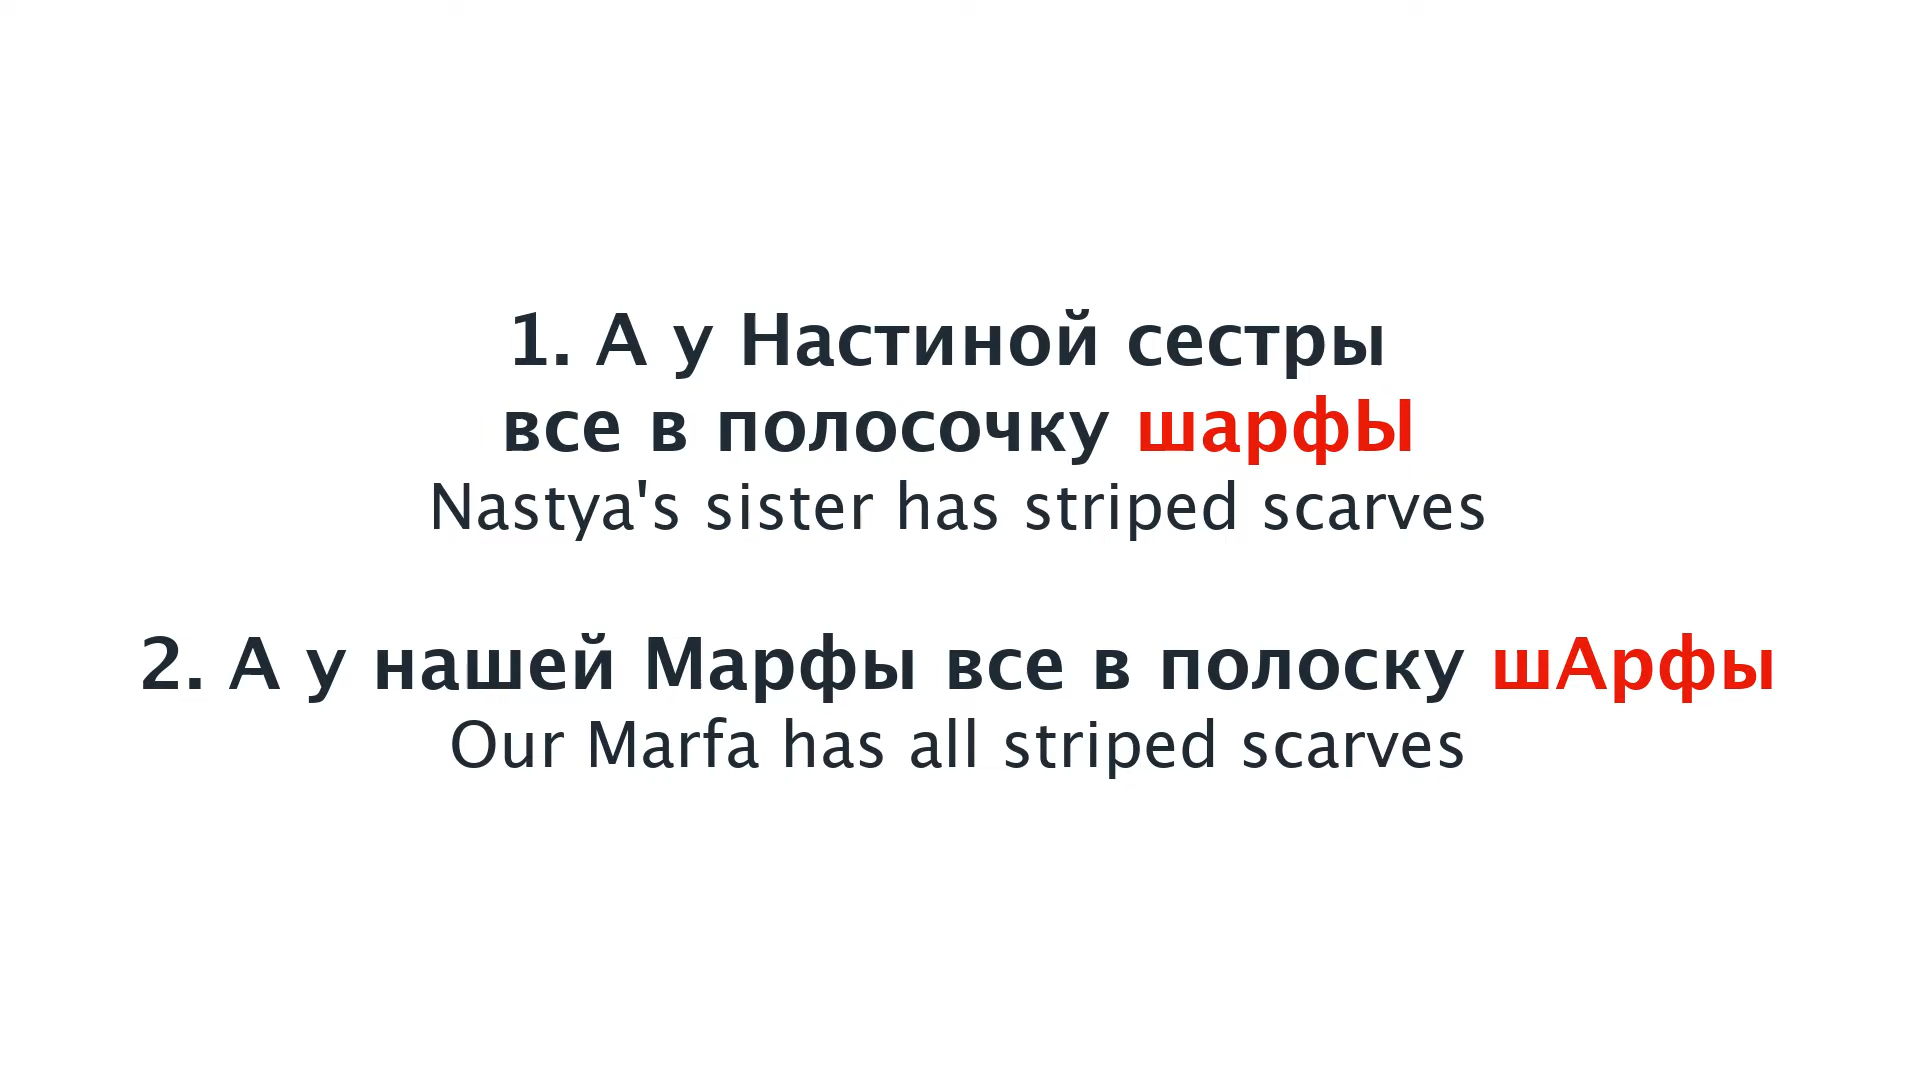 1. А у Настиной сестры
все в полосочку шарфЫ
Nastya's sister has striped scarves
2. А у нашей Марфы все в полоску шАрфы
Our Marfa has all striped scarves